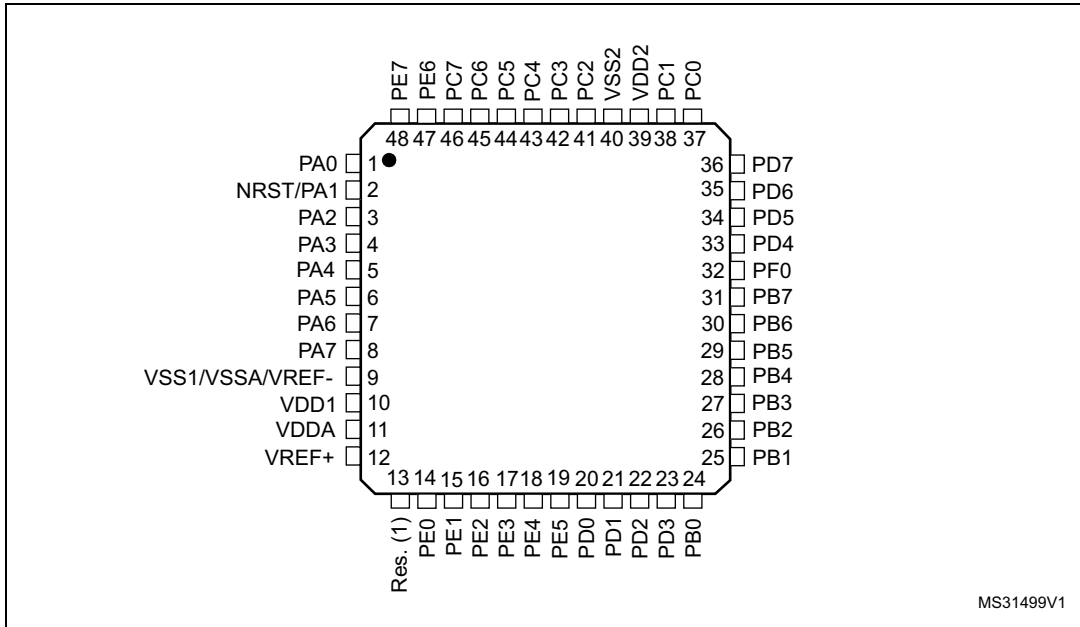 PE7
PE6
PC7
PC6
PC5
PC4
PC3
PC2
VSS2
VDD2
PC1
PC0
48 47 46 45 44 43 42 41 40 39 38 37
PA0 1
NRST/PA1 2
PA2 3
PA3 4
PA4 5
PA5 6
PA6 7
PA7 8
VSS1/VSSA/VREF- 9
VDD1 10
VDDA 11
VREF+ 12
36 PD7
35 PD6
34 PD5
33 PD4
32 PF0
31 PB7
30 PB6
29 PB5
28 PB4
27 PB3
26 PB2
25 PB1
13 14 15 16 17 18 19 20 21 22 23 24
Res. (1)
PE0
PE1
PE2
PE3
PE4
PE5
PD0
PD1
PD2
PD3
PB0
MS31499V1